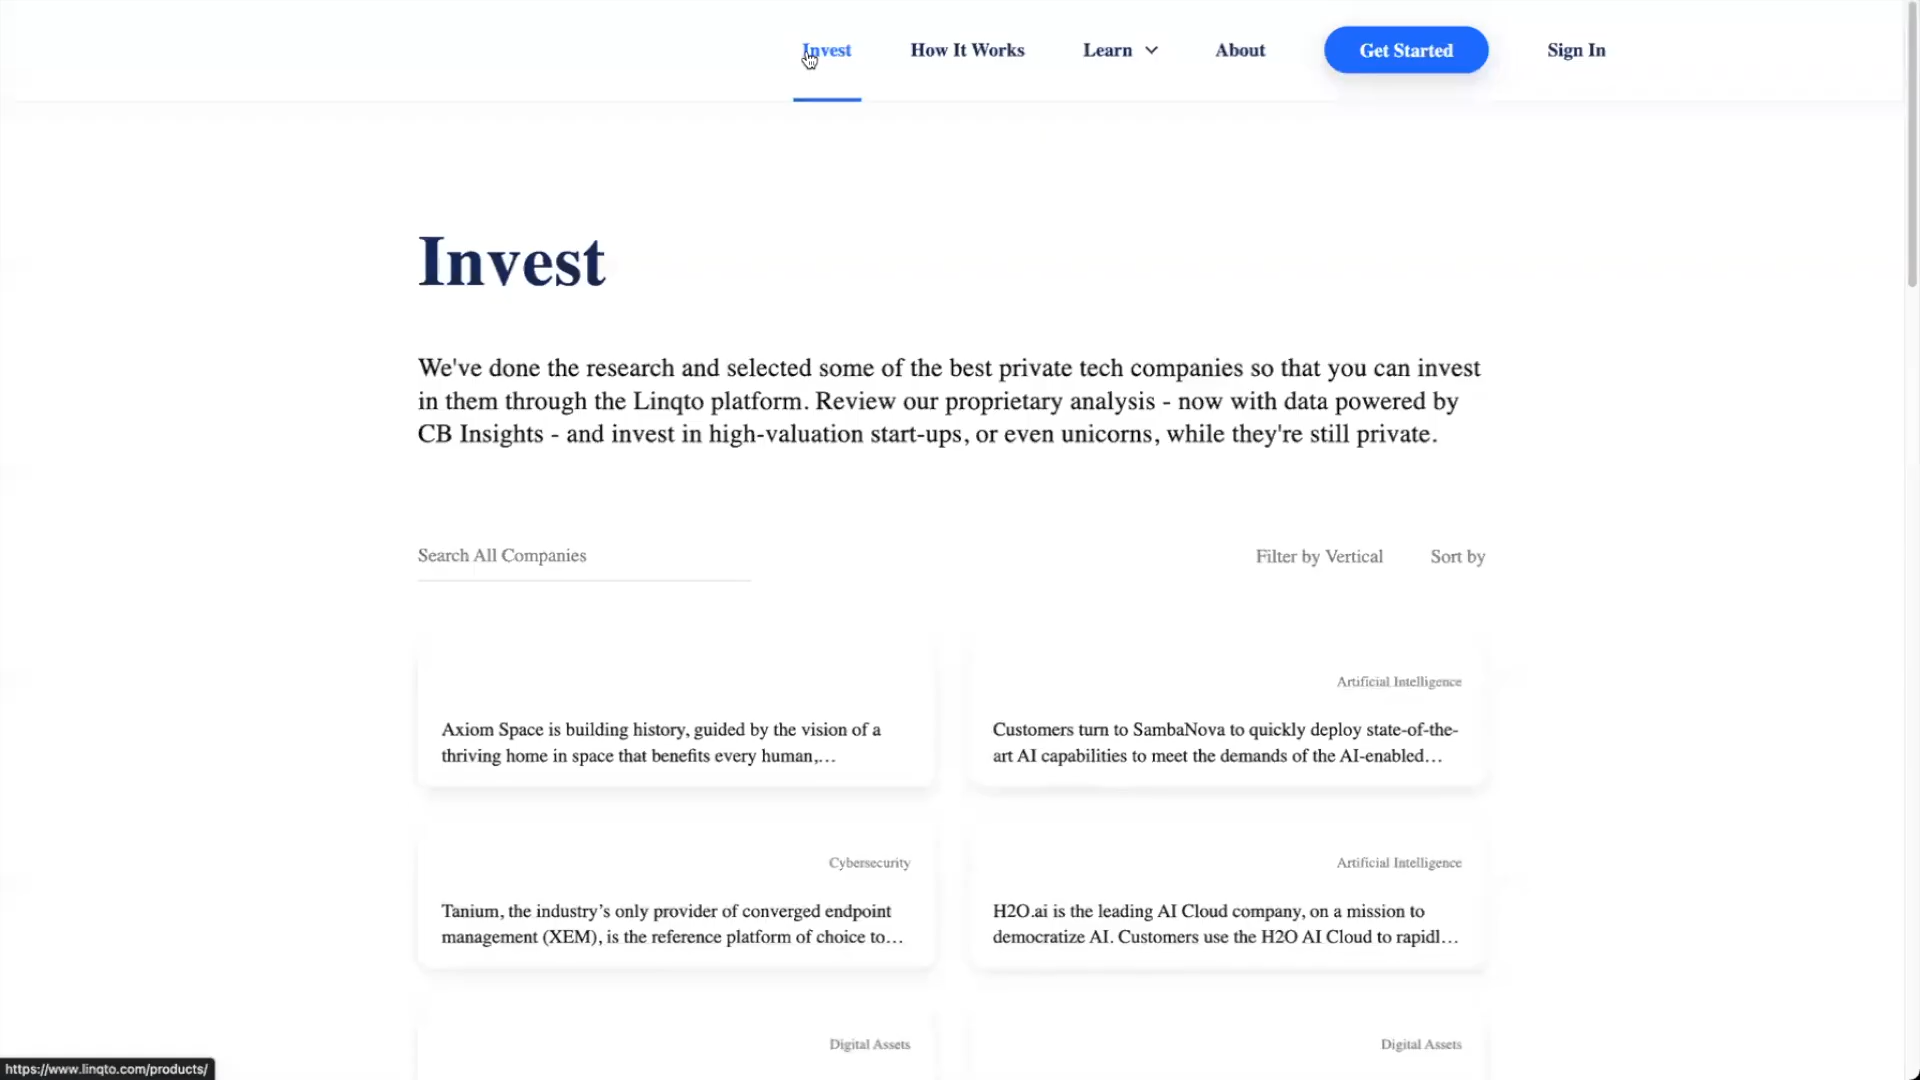 Invest
How It Works
Learn
About
Get Started
Sign In
Invest
We've done the research and selected some of the best private tech companies so that you can invest
in them through the Linqto platform. Review our proprietary analysis - now with data powered by
CB Insights - and invest in high-valuation start-ups, or even unicorns, while they're still private.
Search All Companies
Filter by Vertical
Sort by
Axiom Space is building history, guided by the vision of a
thriving home in space that benefits every human,…
Artificial Intelligence
Customers turn to SambaNova to quickly deploy state-of-the-
art AI capabilities to meet the demands of the AI-enabled…
Cybersecurity
Tanium, the industry’s only provider of converged endpoint
management (XEM), is the reference platform of choice to…
Artificial Intelligence
H2O.ai is the leading AI Cloud company, on a mission to
democratize AI. Customers use the H2O AI Cloud to rapidl…
Digital Assets
Digital Assets
https://www.linqto.com/products/